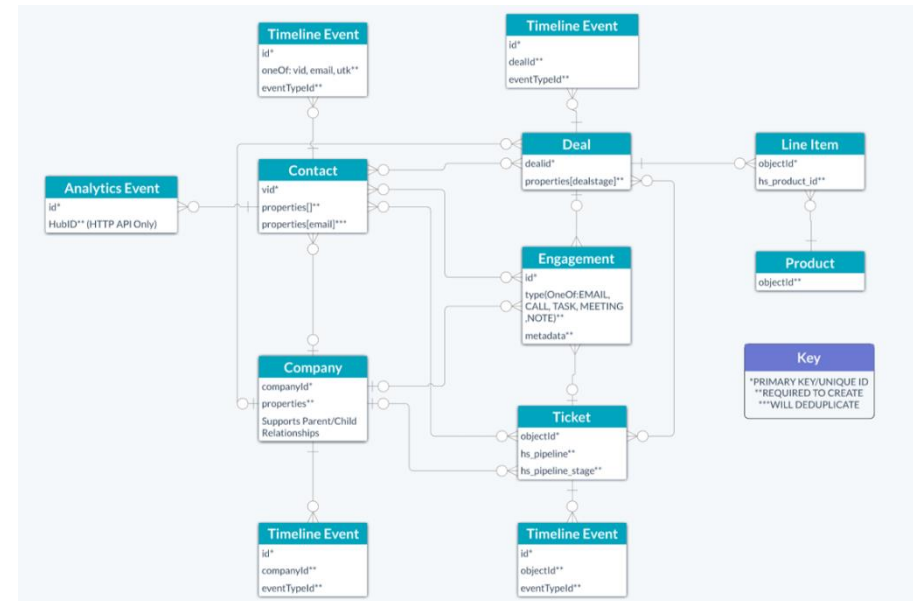 Timeline Event
id*
oneOf: vid, email, utk**
eventTypeId**
Timeline Event
id*
dealId**
eventTypeId**
Analytics Event
id*
HubID** (HTTP API Only)
Contact
vid*
properties[]**
properties[email]***
Deal
dealid*
properties[dealstage]**
Line Item
objectId*
hs_product_id**
Engagement
id*
type(OneOf:EMAIL,
CALL, TASK, MEETING
,NOTE)**
metadata**
Product
objectId**
Company
companyId*
properties**
Supports Parent/Child
Relationships
Key
*PRIMARY KEY/UNIQUE ID
**REQUIRED TO CREATE
***WILL DEDUPLICATE
Ticket
objectId*
hs_pipeline**
hs_pipeline_stage**
Timeline Event
id*
companyId**
eventTypeId**
Timeline Event
id*
objectId**
eventTypeId**